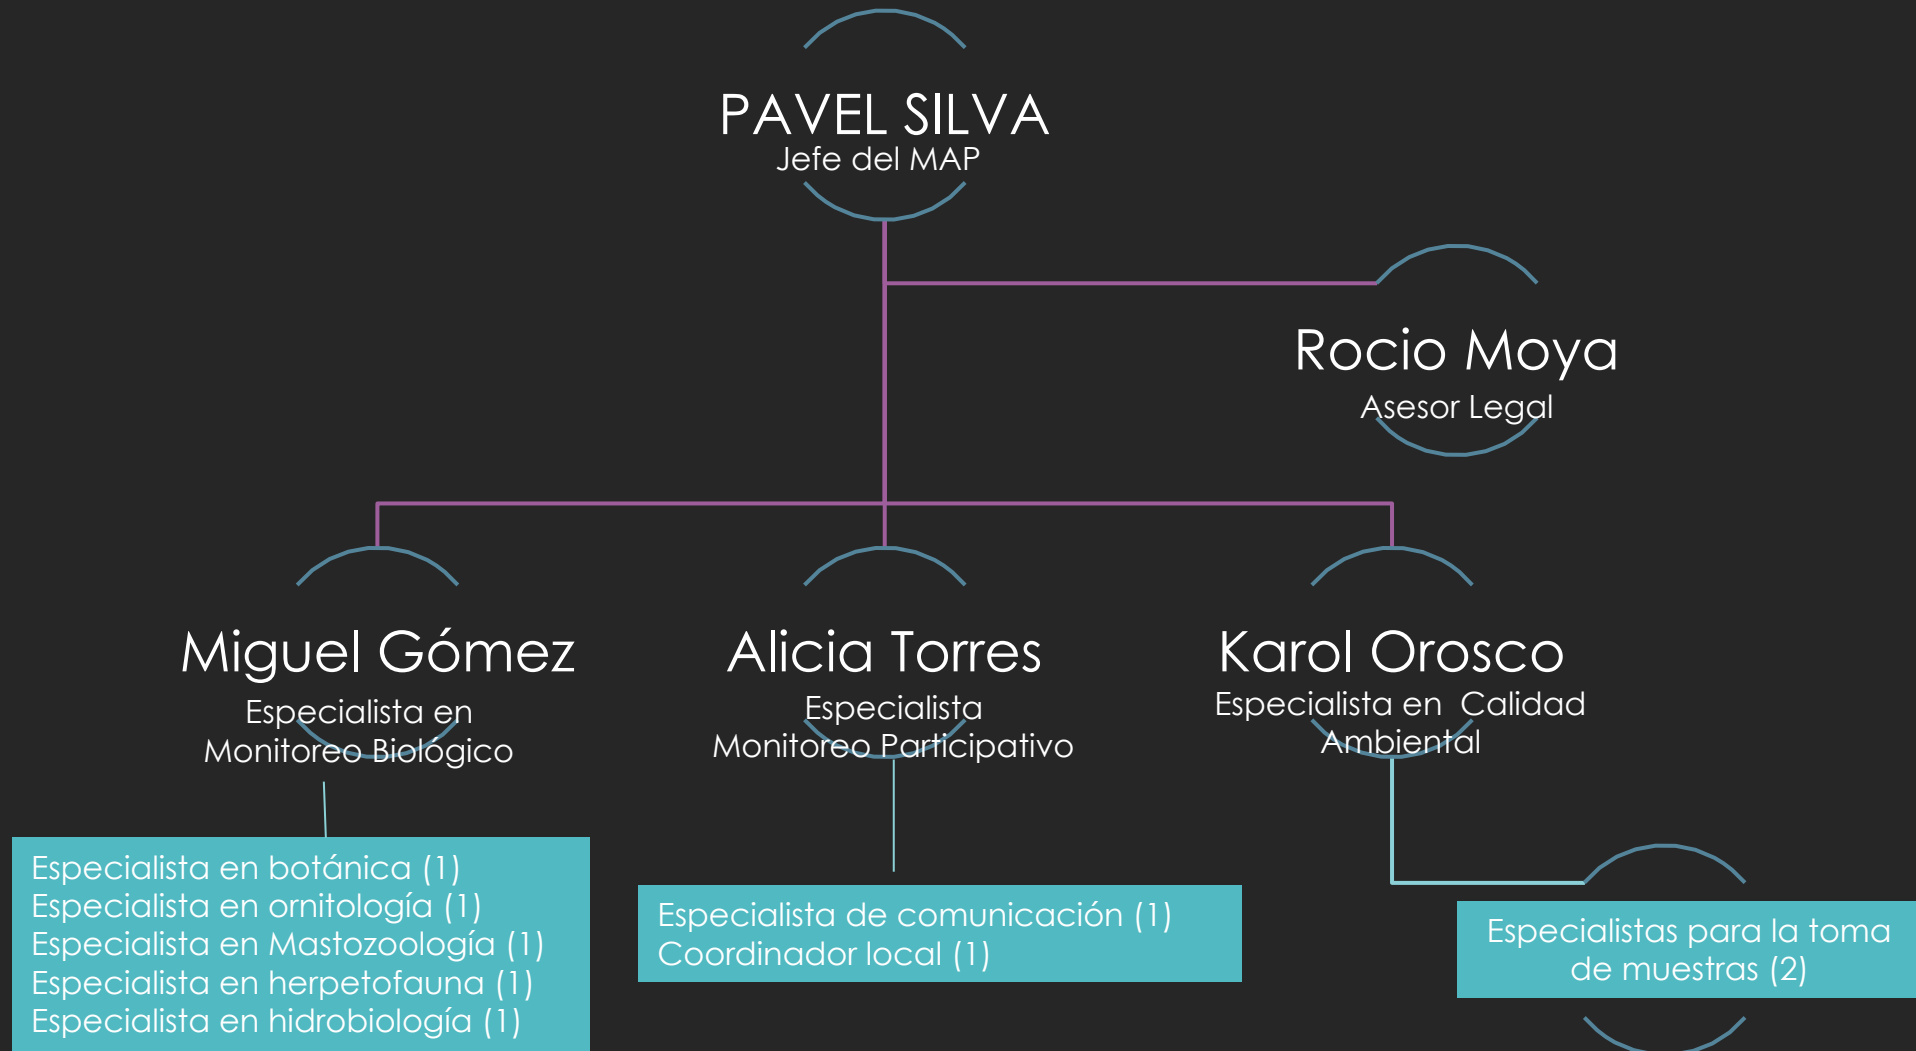 PAVEL SILVA
Jefe del MAP
Rocio Moya
Asesor Legal
Miguel Gómez
Especialista en
Monitoreo Biológico
Alicia Torres
Especialista
Monitoreo Participativo
Karol Orosco
Especialista en Calidad
Ambiental
Especialista en botánica (1)
Especialista en ornitología (1)
Especialista en Mastozoología (1)
Especialista en herpetofauna (1)
Especialista en hidrobiología (1)
Especialista de comunicación (1)
Coordinador local (1)
Especialistas para la toma
de muestras (2)